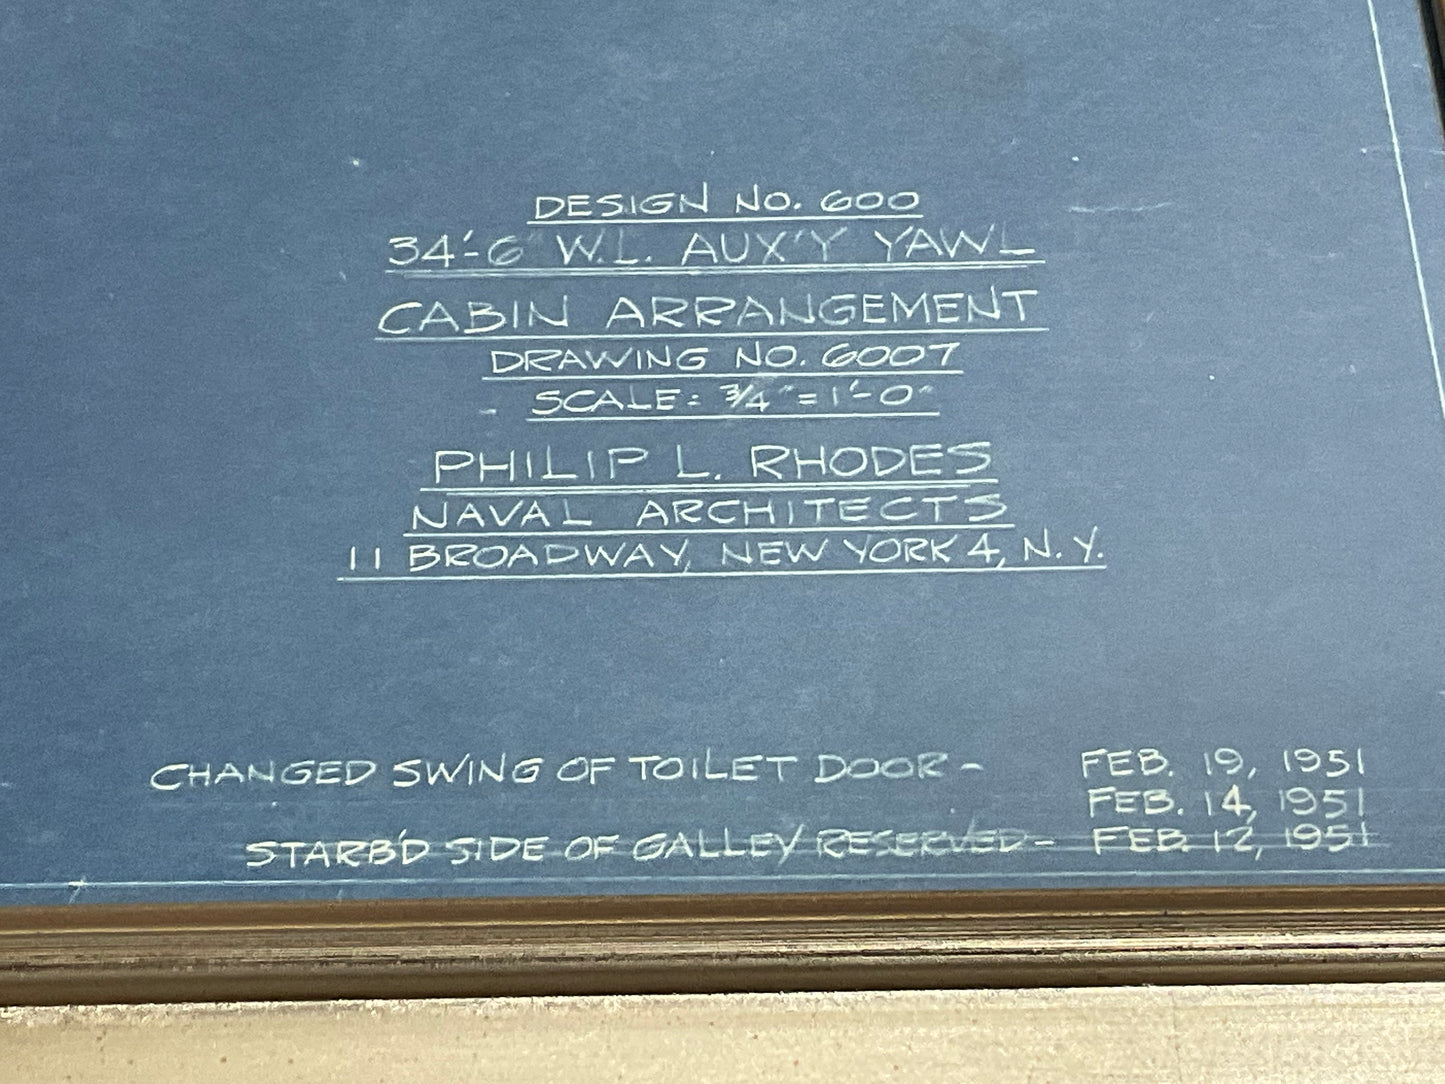 DESIGN NO. 600
34'-6" W.L. AUX'Y YAWL
CABIN ARRANGEMENT
DRAWING NO. 6007
SCALE: 3/4" = 1'-0"
PHILIP L. RHODES
NAVAL ARCHITECTS
11 BROADWAY, NEW YORK 4, N.Y.
CHANGED SWING OF TOILET DOOR - FEB. 19, 1951
FEB. 14, 1951
STARB'D SIDE OF GALLEY RESERVED - FEB. 12, 1951